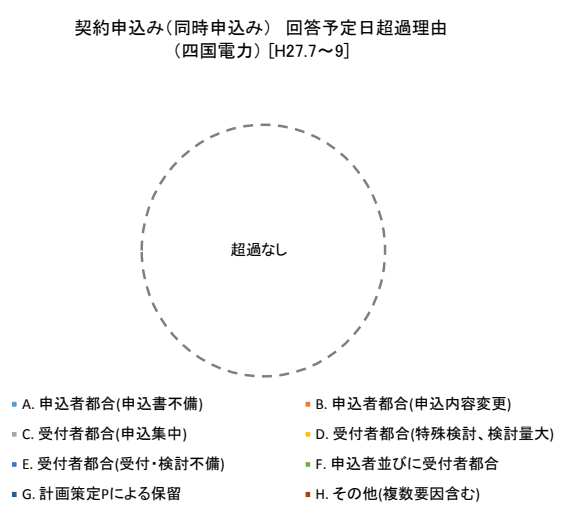 契約申込み（同時申込み）　回答予定日超過理由
（四国電力）[H27.7～9]
超過なし
A. 申込者都合(申込書不備)
B. 申込者都合(申込内容変更)
C. 受付者都合(申込集中)
D. 受付者都合(特殊検討、検討量大)
E. 受付者都合(受付・検討不備)
F. 申込者並びに受付者都合
G. 計画策定Pによる保留
H. その他(複数要因含む)